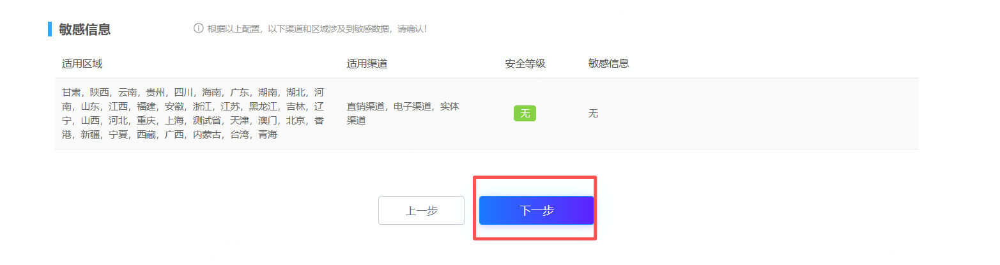 敏感信息
根据以上配置，以下渠道和区域涉及到敏感数据，请确认！
适用区域 适用渠道 安全等级 敏感信息
甘肃，陕西，云南，贵州，四川，海南，广东，湖南，湖北，河
南，山东，江西，福建，安徽，浙江，江苏，黑龙江，吉林，辽
宁，山西，河北，重庆，上海，测试省，天津，澳门，北京，香
港，新疆，宁夏，西藏，广西，内蒙古，台湾，青海
直销渠道，电子渠道，实体
渠道
无
无
上一步
下一步